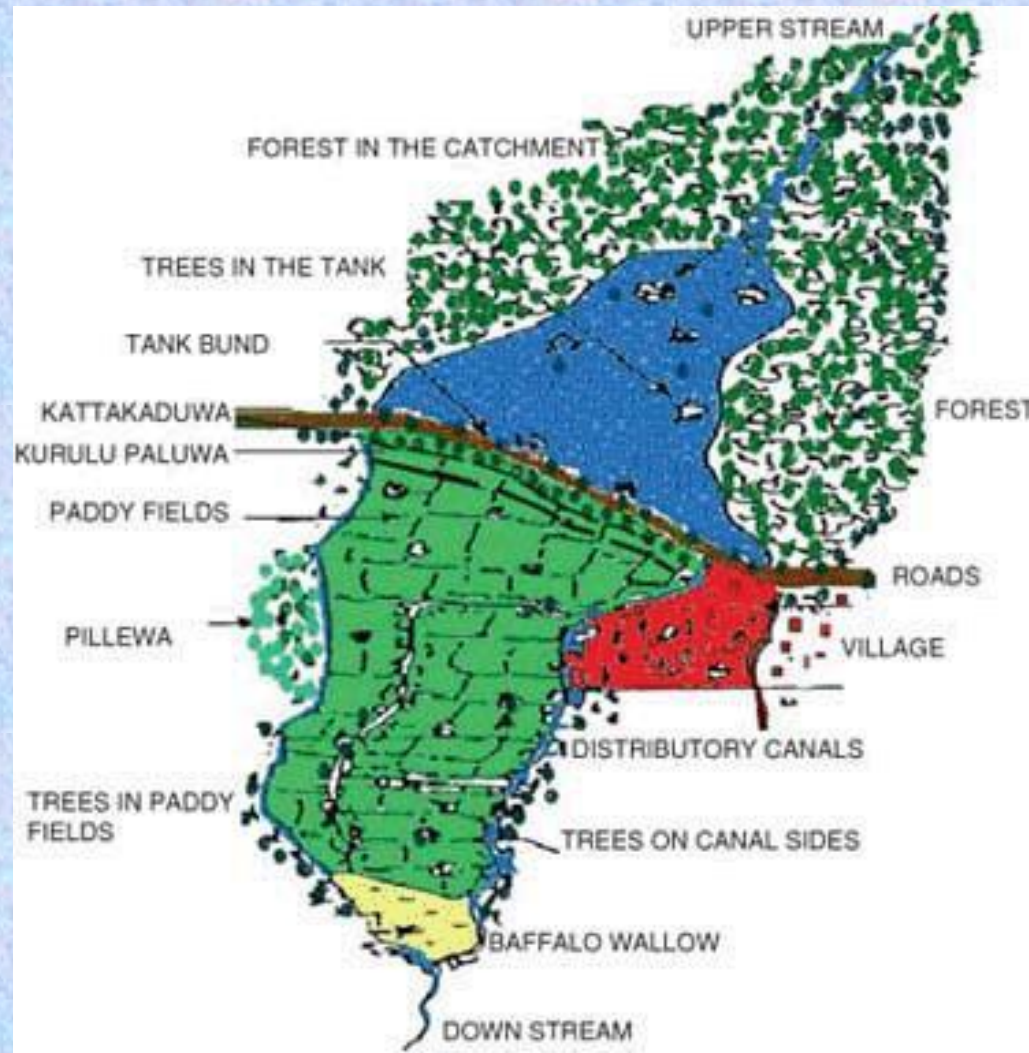 UPPER STREAM
FOREST IN THE CATCHMENT
TREES IN THE TANK
TANK BUND
KATTAKADUWA
FOREST
KURULU PALUWA
PADDY FIELDS
ROADS
PILLEWA
VILLAGE
DISTRIBUTORY CANALS
TREES IN PADDY
FIELDS
TREES ON CANAL SIDES
BAFFALO WALLOW
DOWN STREAM